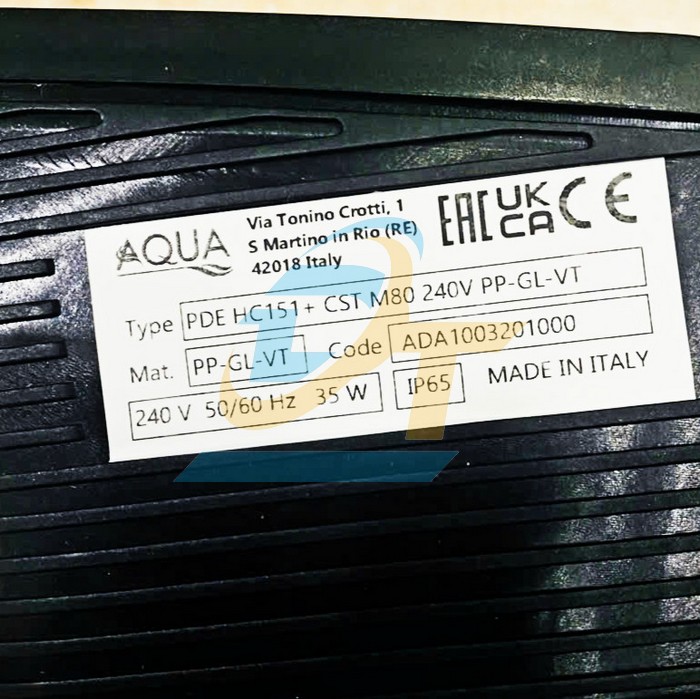 AQUA
Via Tonino Crotti, 1
S Martino in Rio (RE)
42018 Italy
EAC UK CA CE
Type PDE HC151+ CST M80 240V PP-GL-VT
Mat. PP-GL-VT Code ADA1003201000
240 V 50/60 Hz 35 W IP65 MADE IN ITALY